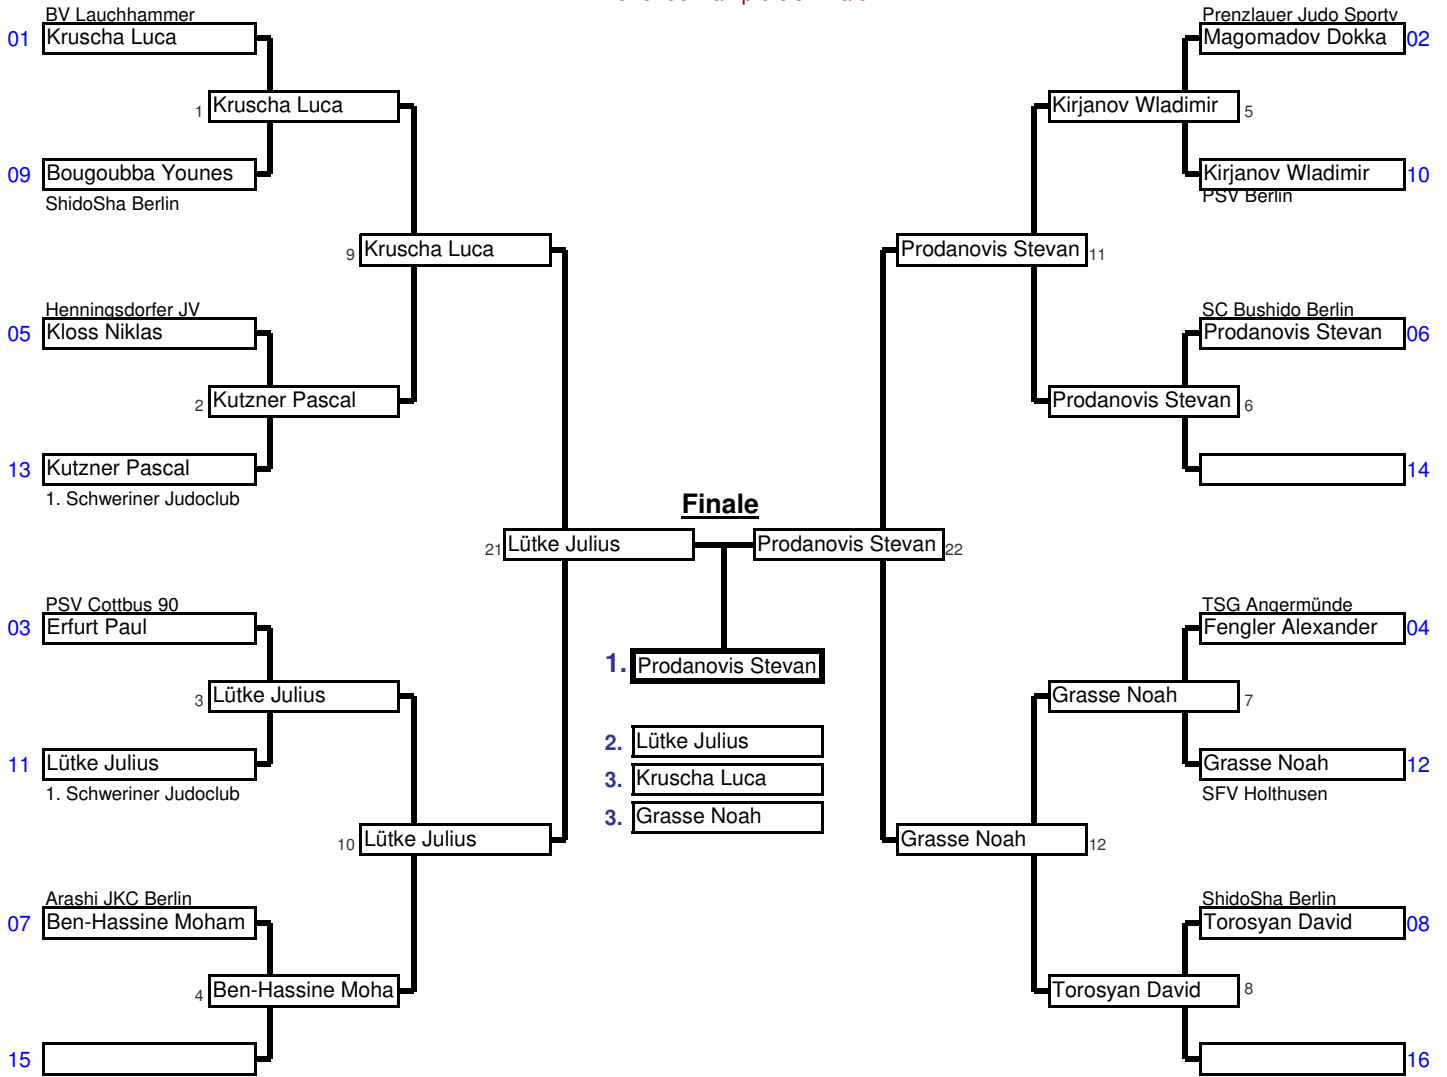 BV Lauchhammer
01 Kruscha Luca
1 Kruscha Luca
09 Bougoubba Younes
ShidoSha Berlin
9 Kruscha Luca
Henningsdorfer JV
05 Kloss Niklas
2 Kutzner Pascal
13 Kutzner Pascal
1. Schweriner Judoclub
21 Lütke Julius
PSV Cottbus 90
03 Erfurt Paul
3 Lütke Julius
11 Lütke Julius
1. Schweriner Judoclub
10 Lütke Julius
Arashi JKC Berlin
07 Ben-Hassine Moham
4 Ben-Hassine Moha
15
Finale
1. Prodanovis Stevan
2. Lütke Julius
3. Kruscha Luca
3. Grasse Noah
Prenzlauer Judo Sportv
Magomadov Dokka 02
Kirjanov Wladimir 5
Kirjanov Wladimir 10
PSV Berlin
Prodanovis Stevan 11
SC Bushido Berlin
Prodanovis Stevan 06
Prodanovis Stevan 6
14
Prodanovis Stevan 22
TSG Angermünde
Fengler Alexander 04
Grasse Noah 7
Grasse Noah 12
SFV Holthusen
Grasse Noah 12
ShidoSha Berlin
Torosyan David 08
Torosyan David 8
16